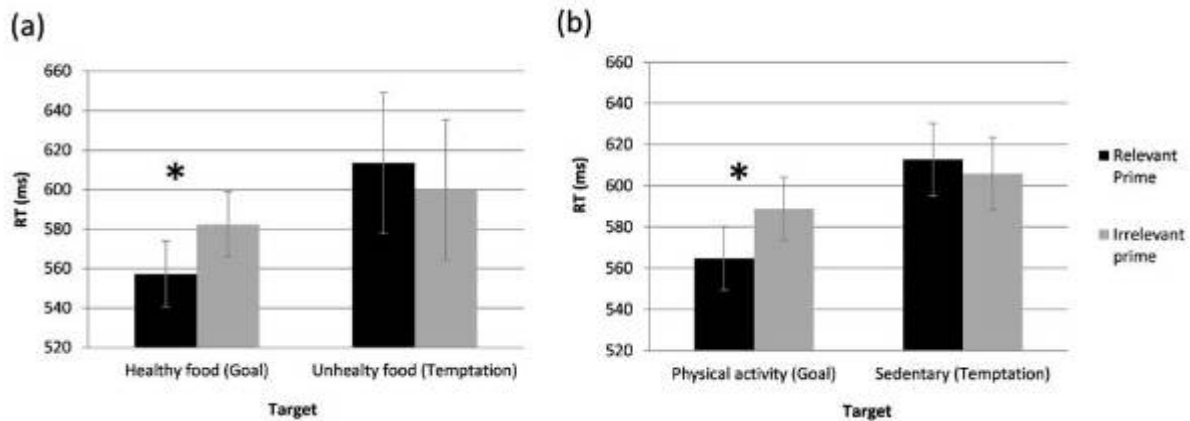 (a)
660
640
620
600
580
560
540
520
RT (ms)
*
Healthy food (Goal)
Unhealty food (Temptation)
Target
(b)
660
640
620
600
580
560
540
520
RT (ms)
*
Physical activity (Goal)
Sedentary (Temptation)
Target
Relevant
Prime
Irrelevant
prime